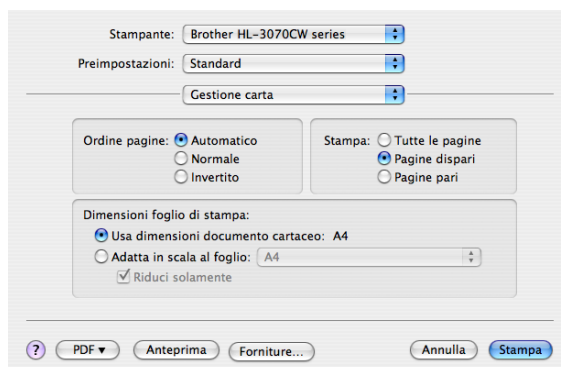 Stampante: Brother HL-3070CW series
Preimpostazioni: Standard
Gestione carta
Ordine pagine: Automatico
Normale
Invertito
Stampa: Tutte le pagine
Pagine dispari
Pagine pari
Dimensioni foglio di stampa:
Usa dimensioni documento cartaceo: A4
Adatta in scala al foglio: A4
Riduci solamente
? PDF ▼ Anteprima Forniture... Annulla Stampa